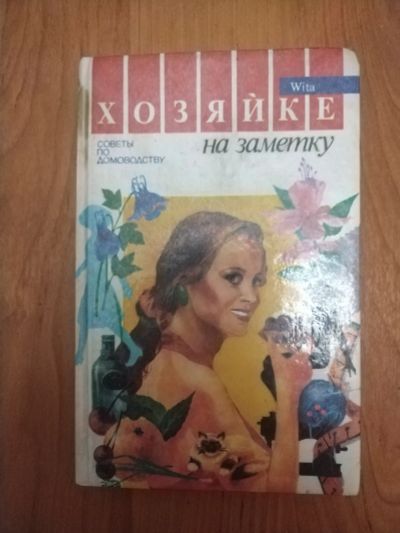 Wita
ХОЗЯЙКЕ
на заметку
СОВЕТЫ
ПО
ДОМОВОДСТВУ